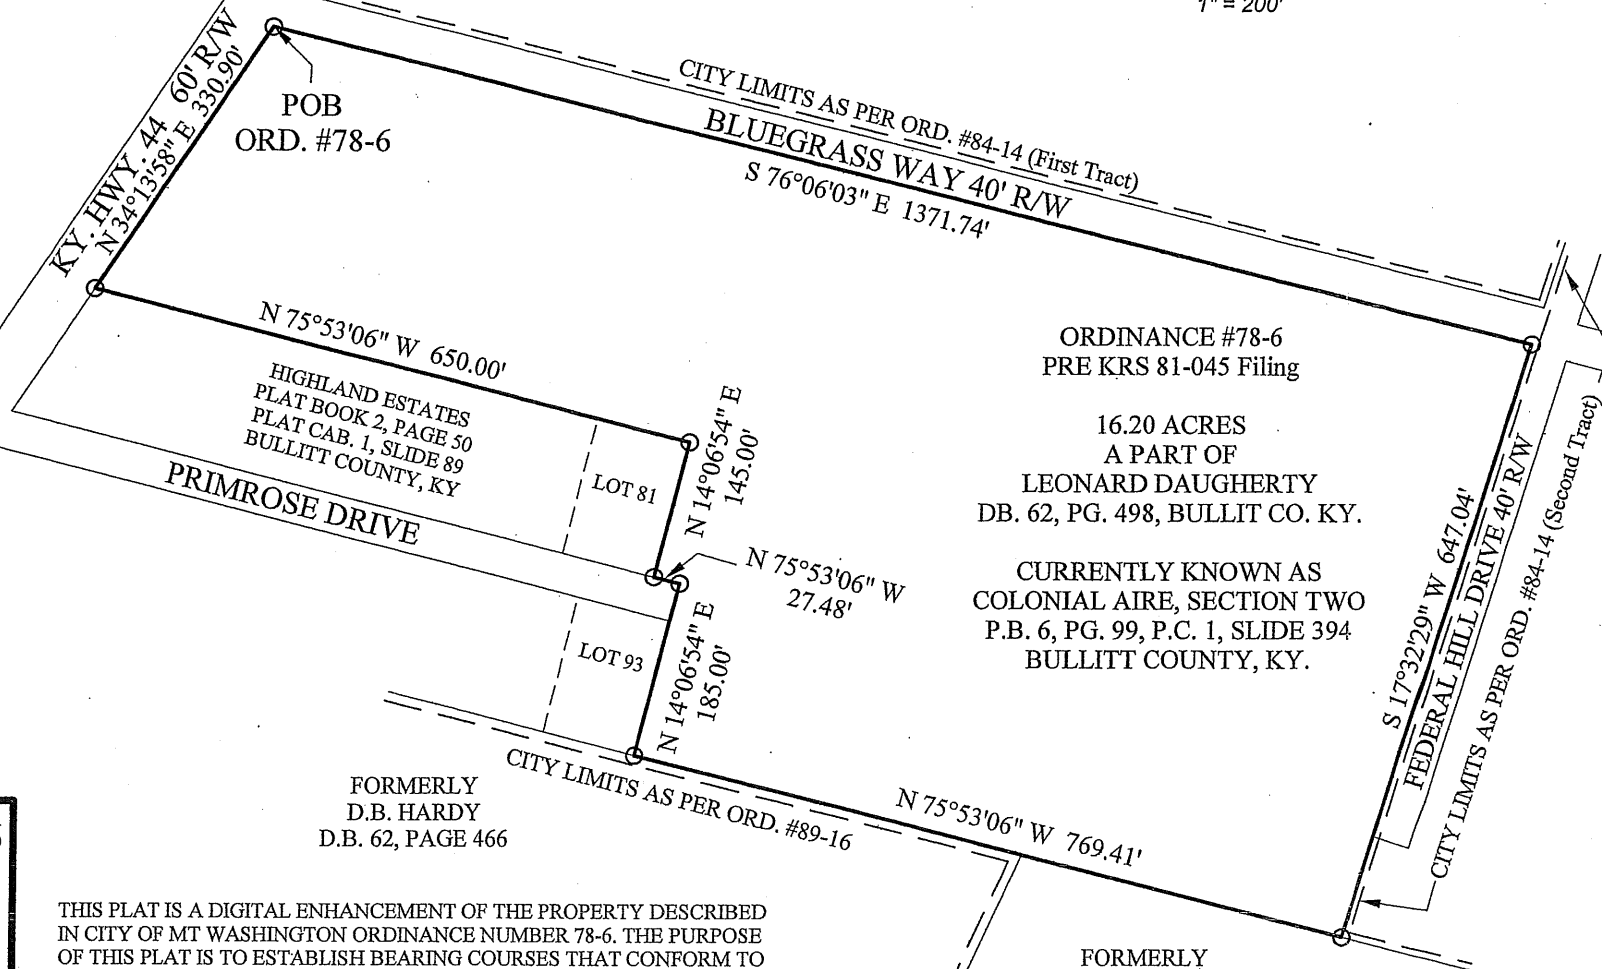 1" = 200'
KY. HWY. 44 60' R/W
N 34°13'58" E 330.90'
POB
ORD. #78-6
CITY LIMITS AS PER ORD. #84-14 (First Tract)
BLUEGRASS WAY 40' R/W
S 76°06'03" E 1371.74'
N 75°53'06" W 650.00'
HIGHLAND ESTATES
PLAT BOOK 2, PAGE 50
PLAT CAB. 1, SLIDE 89
BULLITT COUNTY, KY
PRIMROSE DRIVE
LOT 81
N 14°06'54" E
145.00'
N 75°53'06" W
27.48'
LOT 93
N 14°06'54" E
185.00'
ORDINANCE #78-6
PRE KRS 81-045 Filing
16.20 ACRES
A PART OF
LEONARD DAUGHERTY
DB. 62, PG. 498, BULLIT CO. KY.
CURRENTLY KNOWN AS
COLONIAL AIRE, SECTION TWO
P.B. 6, PG. 99, P.C. 1, SLIDE 394
BULLITT COUNTY, KY.
S 17°32'29" W 647.04'
FEDERAL HILL DRIVE 40' R/W
CITY LIMITS AS PER ORD. #84-14 (Second Tract)
CITY LIMITS AS PER ORD. #89-16
N 75°53'06" W 769.41'
FORMERLY
D.B. HARDY
D.B. 62, PAGE 466
THIS PLAT IS A DIGITAL ENHANCEMENT OF THE PROPERTY DESCRIBED
IN CITY OF MT WASHINGTON ORDINANCE NUMBER 78-6. THE PURPOSE
OF THIS PLAT IS TO ESTABLISH BEARING COURSES THAT CONFORM TO
FORMERLY